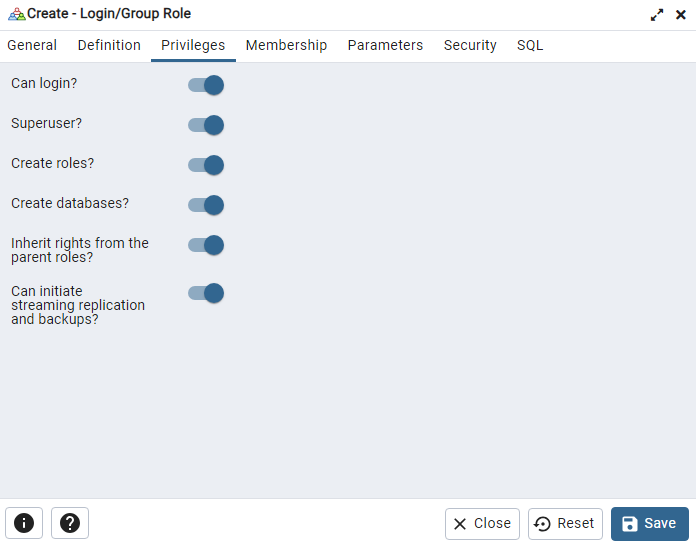 Create - Login/Group Role
General Definition Privileges Membership Parameters Security SQL
Can login?
Superuser?
Create roles?
Create databases?
Inherit rights from the
parent roles?
Can initiate
streaming replication
and backups?
Close Reset Save